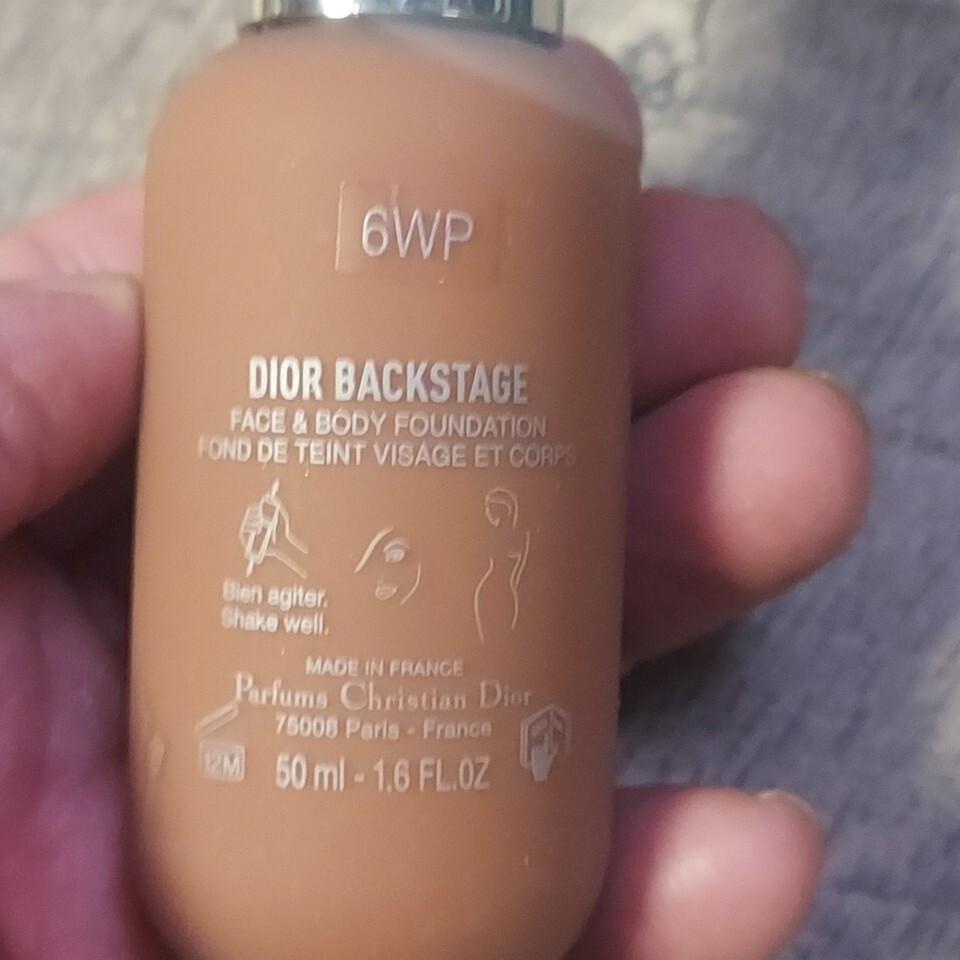 6WP
DIOR BACKSTAGE
FACE & BODY FOUNDATION
FOND DE TEINT VISAGE ET CORPS
Bien agiter.
Shake well.
MADE IN FRANCE
Parfums Christian Dior
75008 Paris - France
12M
50 ml - 1.6 FL.OZ